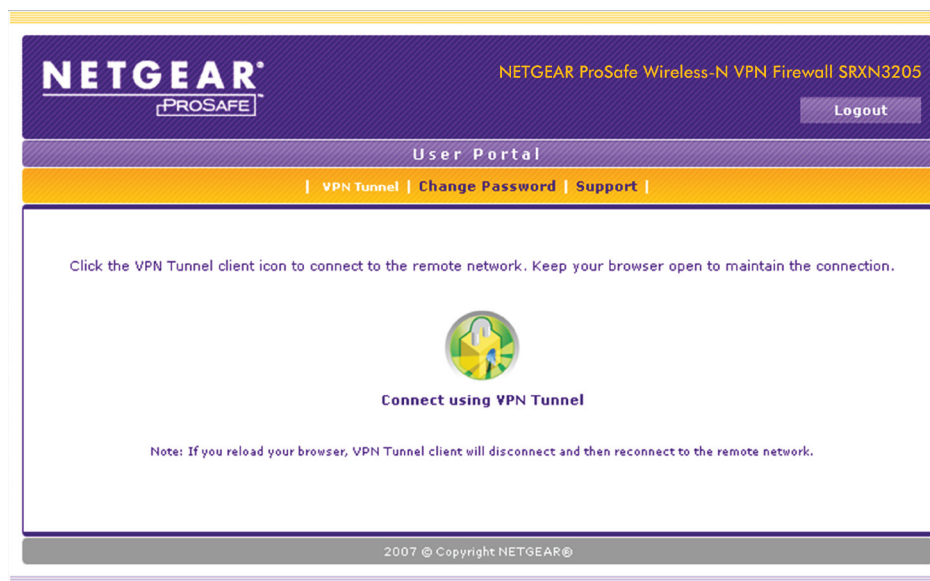 NETGEAR®
PROSAFE™
NETGEAR ProSafe Wireless-N VPN Firewall SRXN3205
Logout
User Portal
| VPN Tunnel | Change Password | Support |
Click the VPN Tunnel client icon to connect to the remote network. Keep your browser open to maintain the connection.
Connect using VPN Tunnel
Note: If you reload your browser, VPN Tunnel client will disconnect and then reconnect to the remote network.
2007 © Copyright NETGEAR®